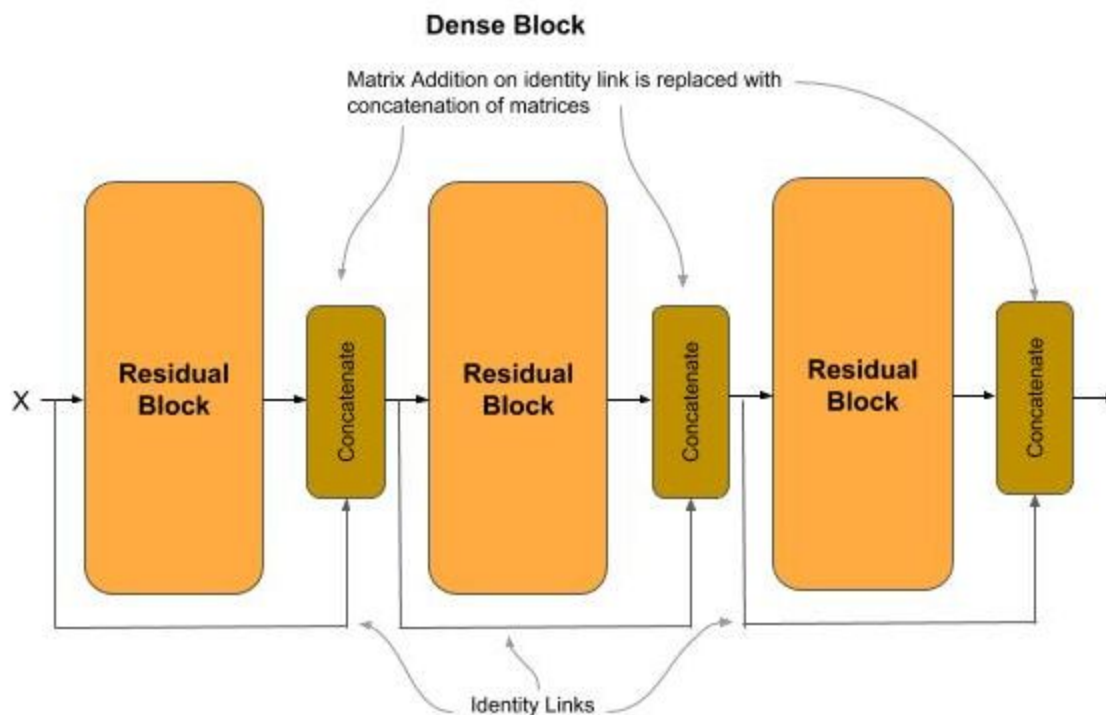 Dense Block
Matrix Addition on identity link is replaced with
concatenation of matrices
X
Residual
Block
Concatenate
Residual
Block
Concatenate
Residual
Block
Concatenate
Identity Links